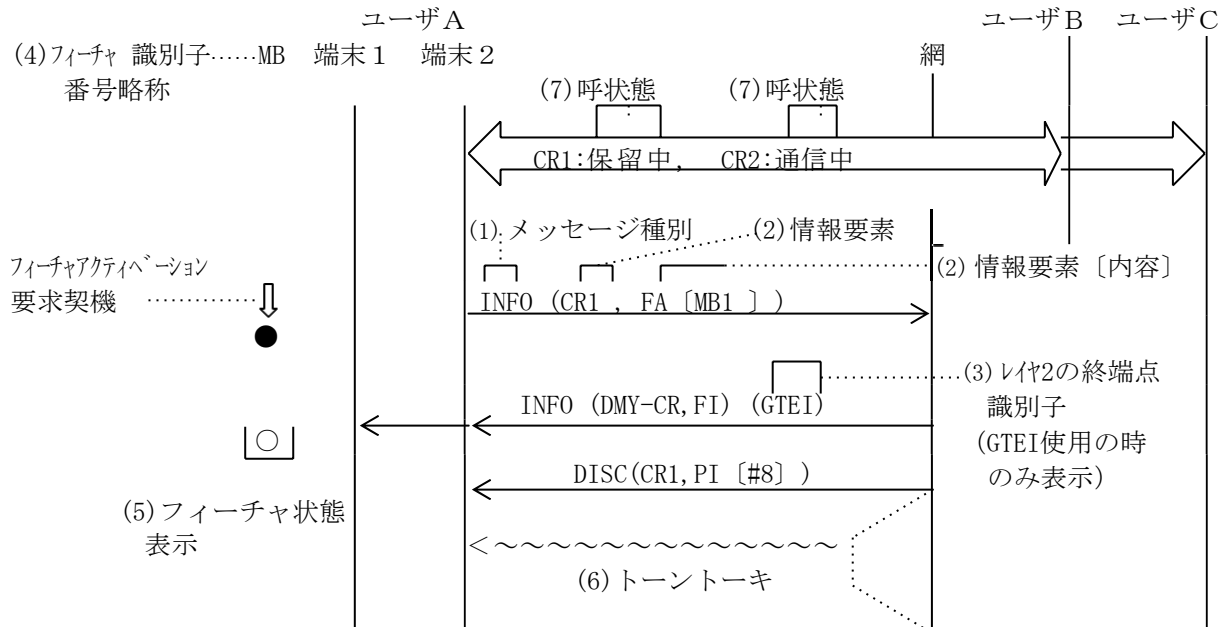 ユーザA ユーザB ユーザC
(4)フィーチャ 識別子……MB 端末1 端末2 網
番号略称
(7)呼状態 (7)呼状態
CR1:保留中, CR2:通信中
(1)メッセージ種別 (2)情報要素
フィーチャアクティベーション (2)情報要素〔内容〕
要求契機
INFO (CR1 , FA〔MB1 〕)
(3)レイヤ2の終端点
INFO (DMY-CR,FI) (GTEI) 識別子
(GTEI使用の時
DISC(CR1,PI〔#8〕) のみ表示)
(5)フィーチャ状態
表示
(6)トーントーキ